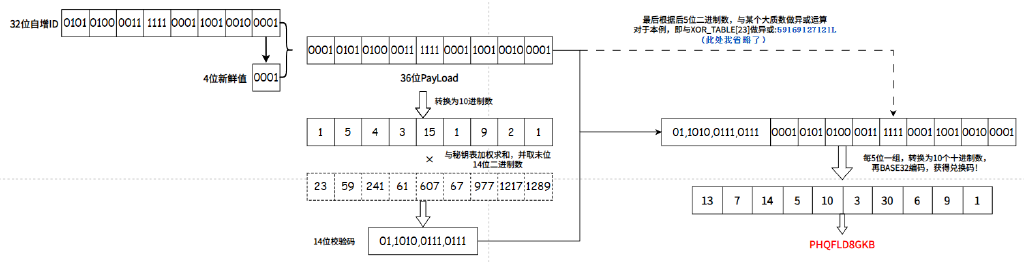 32位自增ID
0101 0100 0011 1111 0001 1001 0010 0001
4位新鲜值
0001
0001 0101 0100 0011 1111 0001 1001 0010 0001
36位PayLoad
转换为10进制数
1 5 4 3 15 1 9 2 1
×
与秘钥表加权求和，并取末位
14位二进制数
23 59 241 61 607 67 977 1217 1289
14位校验码
01,1010,0111,0111
最后根据后5位二进制数，与某个大质数做异或运算
对于本例，即与XOR_TABLE[23]做异或:59169127121L
（此处我省略了）
01,1010,0111,0111 0001 0101 0100 0011 1111 0001 1001 0010 0001
每5位一组，转换为10个十进制数，
再BASE32编码，获得兑换码！
13 7 14 5 10 3 30 6 9 1
PHQFLD8GKB